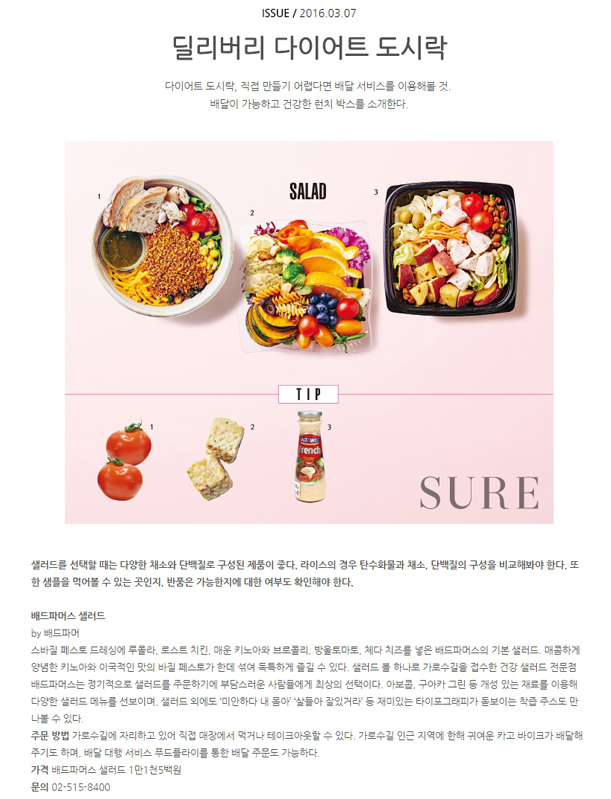 ISSUE / 2016.03.07
딜리버리 다이어트 도시락
다이어트 도시락, 직접 만들기 어렵다면 배달 서비스를 이용해볼 것.
배달이 가능하고 건강한 런치 박스를 소개한다.
SALAD
1
2
3
TIP
1
2
3
French
SURE
샐러드를 선택할 때는 다양한 채소와 단백질로 구성된 제품이 좋다. 라이스의 경우 탄수화물과 채소, 단백질의 구성을 비교해봐야 한다. 또
한 샘플을 먹어볼 수 있는 곳인지, 반품은 가능한지에 대한 여부도 확인해야 한다.
배드파머스 샐러드
by 배드파머
스바질 페스토 드레싱에 루콜라, 로스트 치킨, 매운 키노아와 브로콜리, 방울토마토, 체다 치즈를 넣은 배드파머스의 기본 샐러드. 매콤하게
양념한 키노아와 이국적인 맛의 바질 페스토가 한데 섞여 독특하게 즐길 수 있다. 샐러드 볼 하나로 가로수길을 접수한 건강 샐러드 전문점
배드파머스는 정기적으로 샐러드를 주문하기에 부담스러운 사람들에게 최상의 선택이다. 아보콥, 구아카 그린 등 개성 있는 재료를 이용해
다양한 샐러드 메뉴를 선보이며, 샐러드 외에도 ‘미안하다 내 몸아’ ‘살들아 잘있거라’ 등 재미있는 타이포그래피가 돋보이는 착즙 주스도 만
나볼 수 있다.
주문 방법 가로수길에 자리하고 있어 직접 매장에서 먹거나 테이크아웃할 수 있다. 가로수길 인근 지역에 한해 귀여운 카고 바이크가 배달해
주기도 하며, 배달 대행 서비스 푸드플라이를 통한 배달 주문도 가능하다.
가격 배드파머스 샐러드 1만1천5백원
문의 02-515-8400